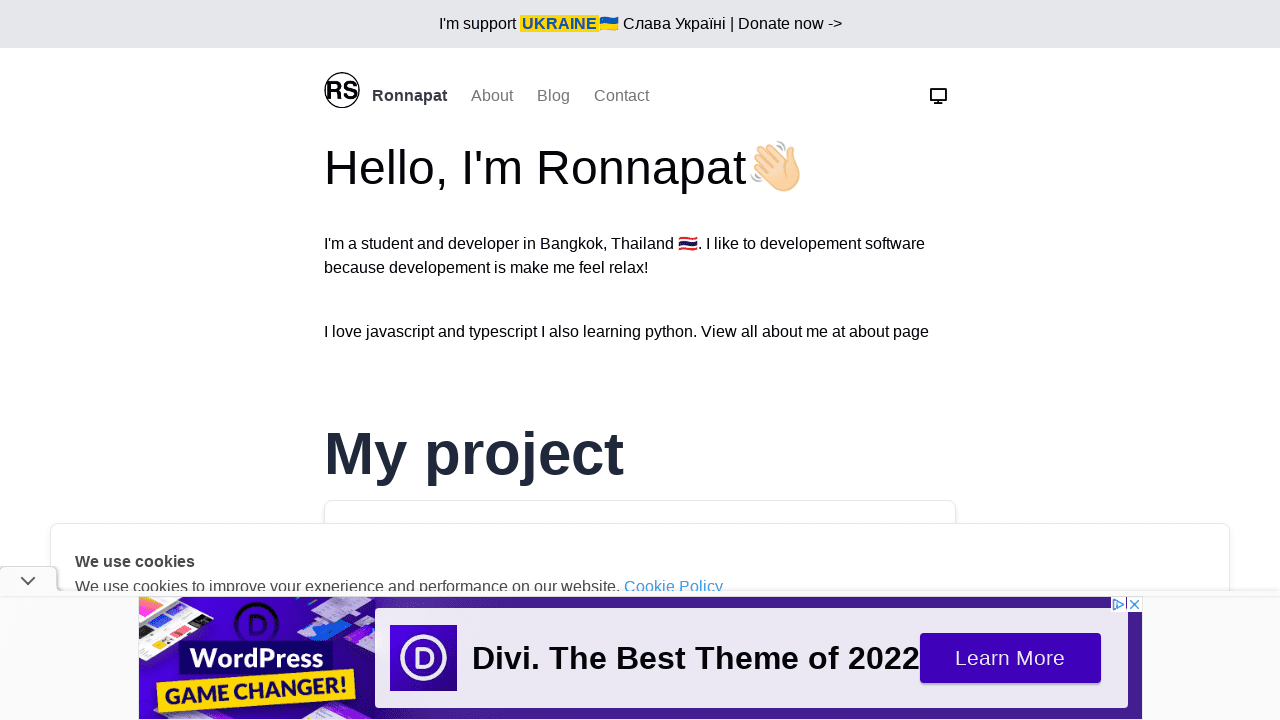 I'm support UKRAINE🇺🇦 Слава Україні | Donate now ->
RS Ronnapat About Blog Contact
Hello, I'm Ronnapat👋🏻
I'm a student and developer in Bangkok, Thailand 🇹🇭. I like to developement software
because developement is make me feel relax!
I love javascript and typescript I also learning python. View all about me at about page
My project
We use cookies
We use cookies to improve your experience and performance on our website. Cookie Policy
D
WordPress
GAME CHANGER!
D
Divi. The Best Theme of 2022
Learn More